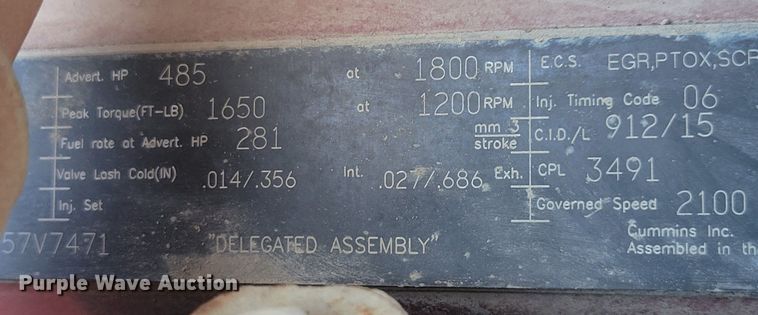 Advert. HP 485 at 1800 RPM E.C.S. EGR,PTOX,SCR
Peak Torque(FT-LB) 1650 at 1200 RPM Inj. Timing Code 06
Fuel rate at Advert. HP 281 mm 3 stroke C.I.D./L 912/15
Valve Lash Cold(IN) .014/.356 Int. .027/.686 Exh. CPL 3491
Inj. Set Governed Speed 2100
57V7471 "DELEGATED ASSEMBLY" Cummins Inc.
Assembled in the
Purple Wave Auction